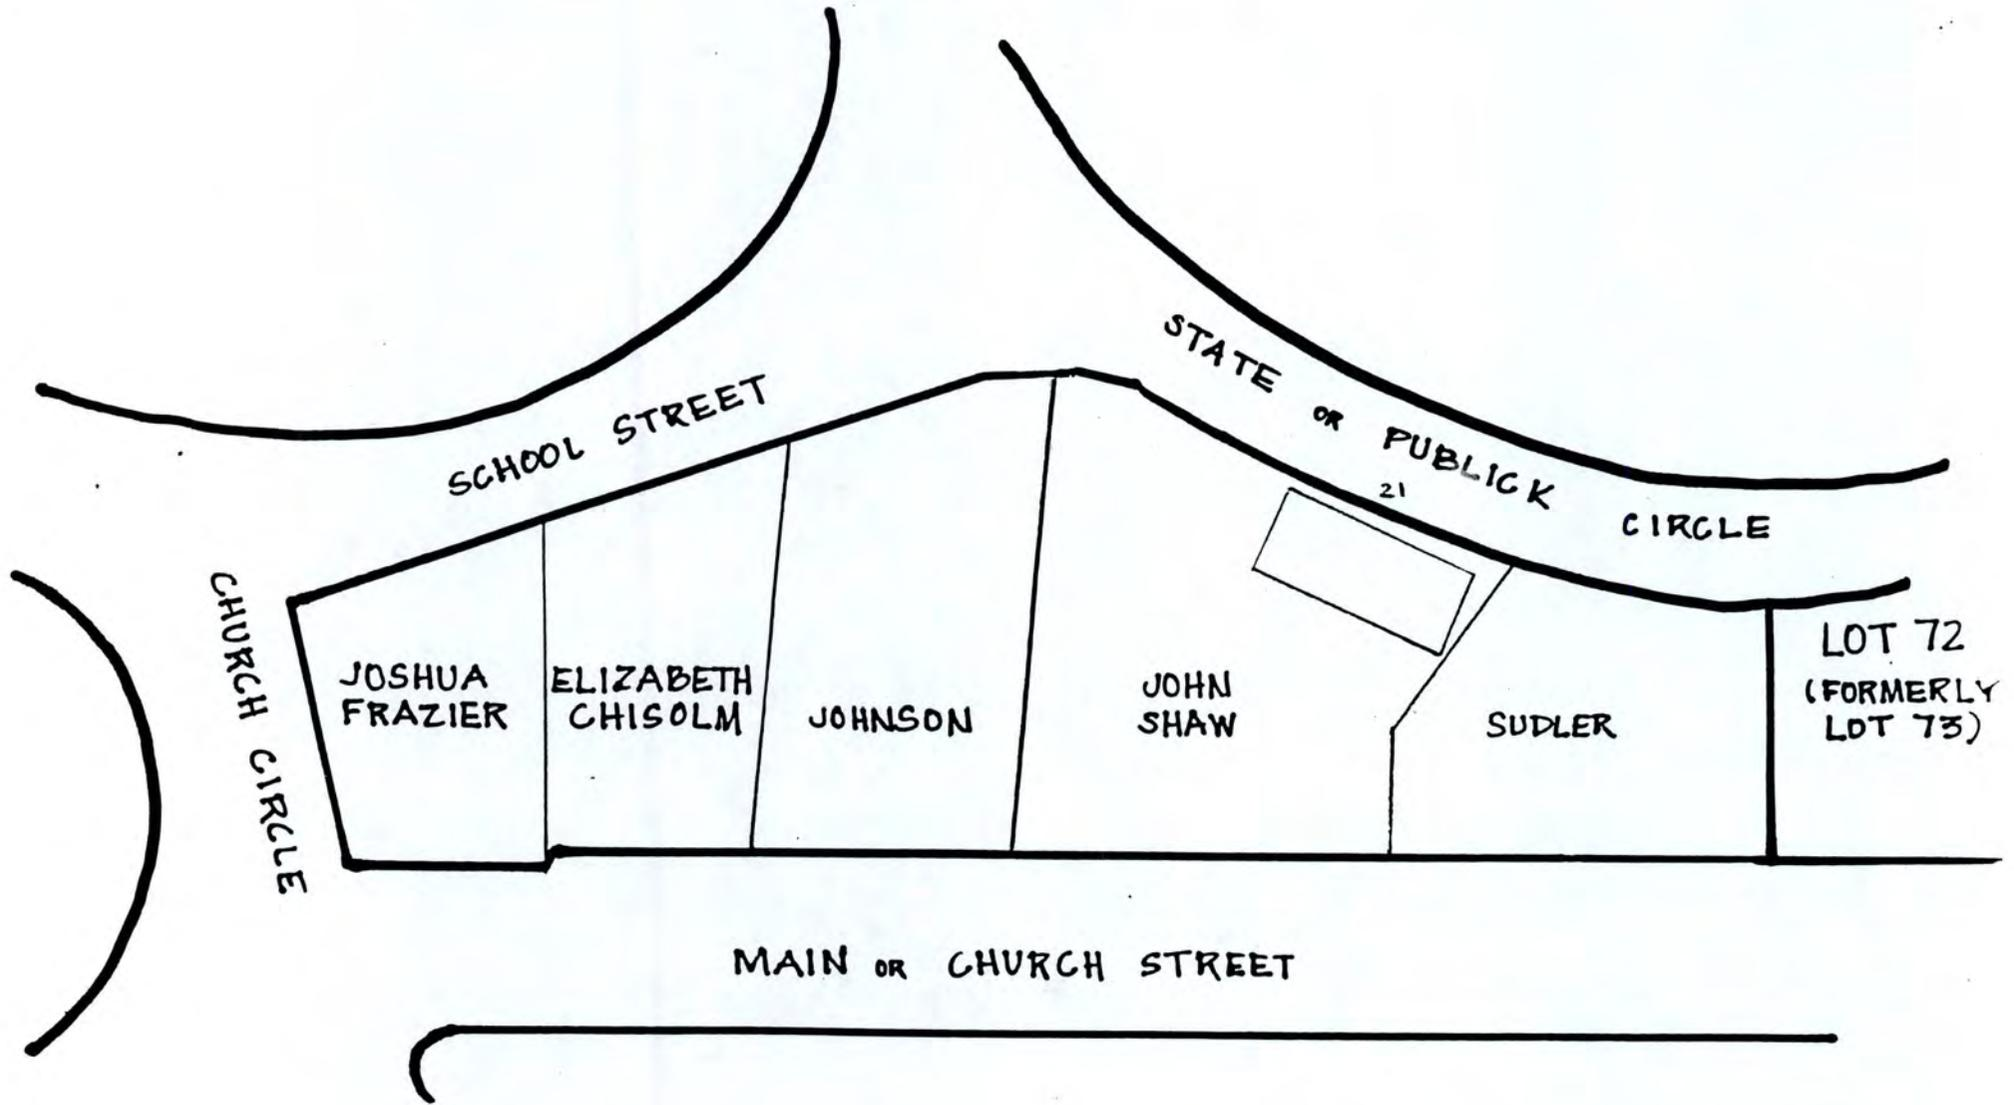 SCHOOL STREET
STATE OR PUBLICK CIRCLE
21
CHURCH CIRCLE
JOSHUA
FRAZIER
ELIZABETH
CHISOLM
JOHNSON
JOHN
SHAW
SUDLER
LOT 72
(FORMERLY
LOT 73)
MAIN OR CHURCH STREET